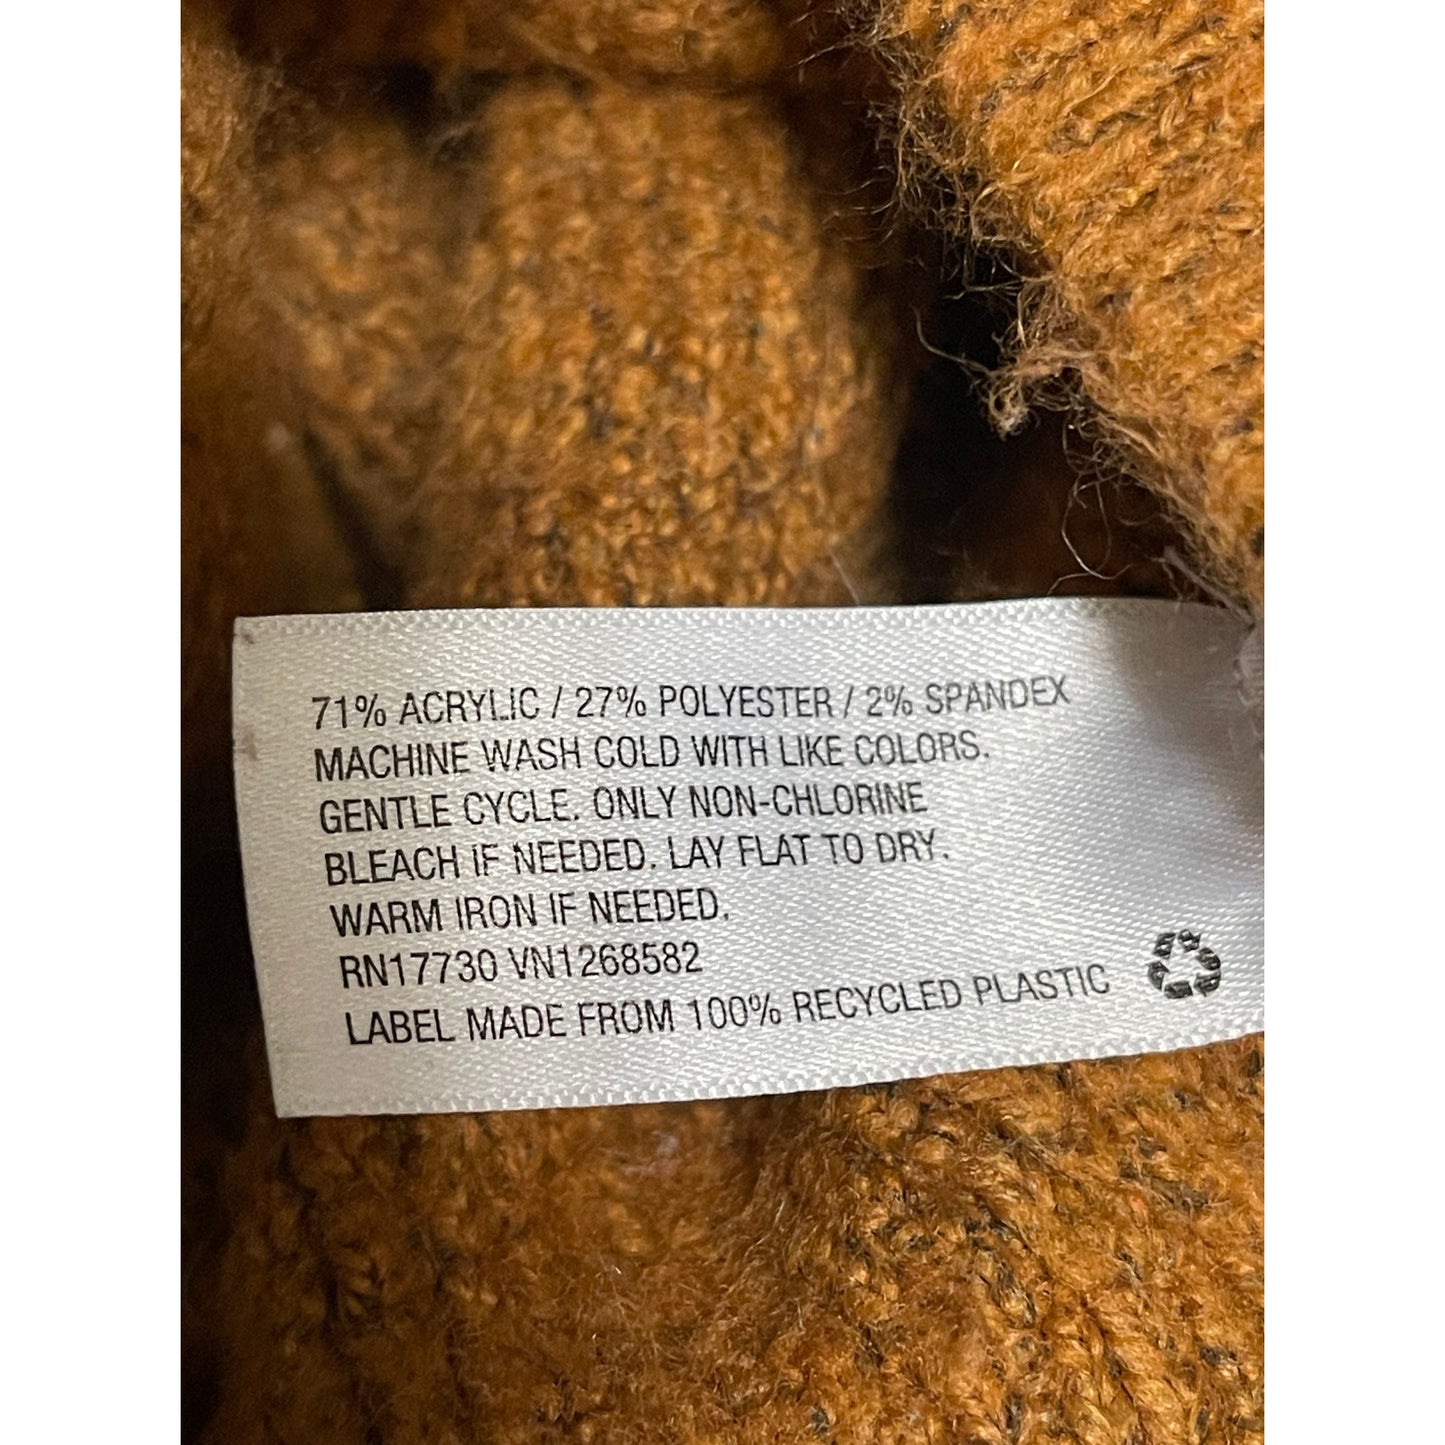 71% ACRYLIC / 27% POLYESTER / 2% SPANDEX
MACHINE WASH COLD WITH LIKE COLORS.
GENTLE CYCLE. ONLY NON-CHLORINE
BLEACH IF NEEDED. LAY FLAT TO DRY.
WARM IRON IF NEEDED.
RN17730 VN1268582
LABEL MADE FROM 100% RECYCLED PLASTIC